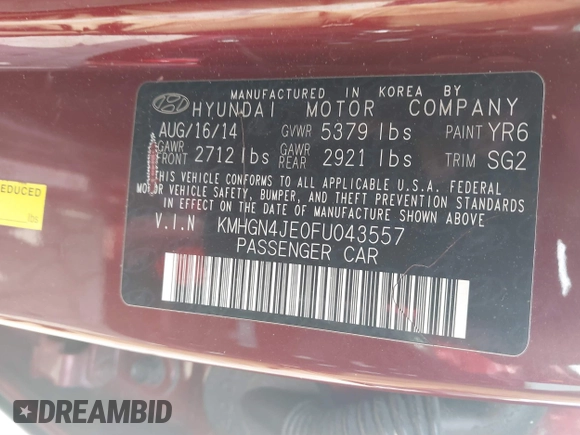 MANUFACTURED IN KOREA BY
HYUNDAI MOTOR COMPANY
AUG/16/14 GVWR 5379 lbs PAINT YR6
GAWR FRONT 2712 lbs GAWR REAR 2921 lbs TRIM SG2
THIS VEHICLE CONFORMS TO ALL APPLICABLE U.S.A. FEDERAL
MOTOR VEHICLE SAFETY, BUMPER, AND THEFT PREVENTION STANDARDS
IN EFFECT ON THE DATE OF MANUFACTURE SHOWN ABOVE.
V.I.N KMHGN4JE0FU043557
PASSENGER CAR
REDUCED
lbs
DREAMBID